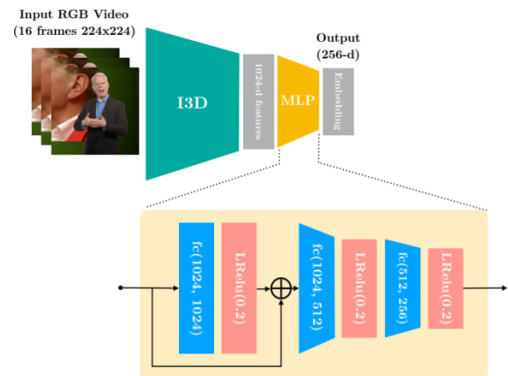 Input RGB Video
(16 frames 224x224)
I3D
1024-d features
MLP
Output
(256-d)
Embedding
fc(1024, 1024)
LRelu(0.2)
fc(1024, 512)
LRelu(0.2)
fc(512, 256)
LRelu(0.2)